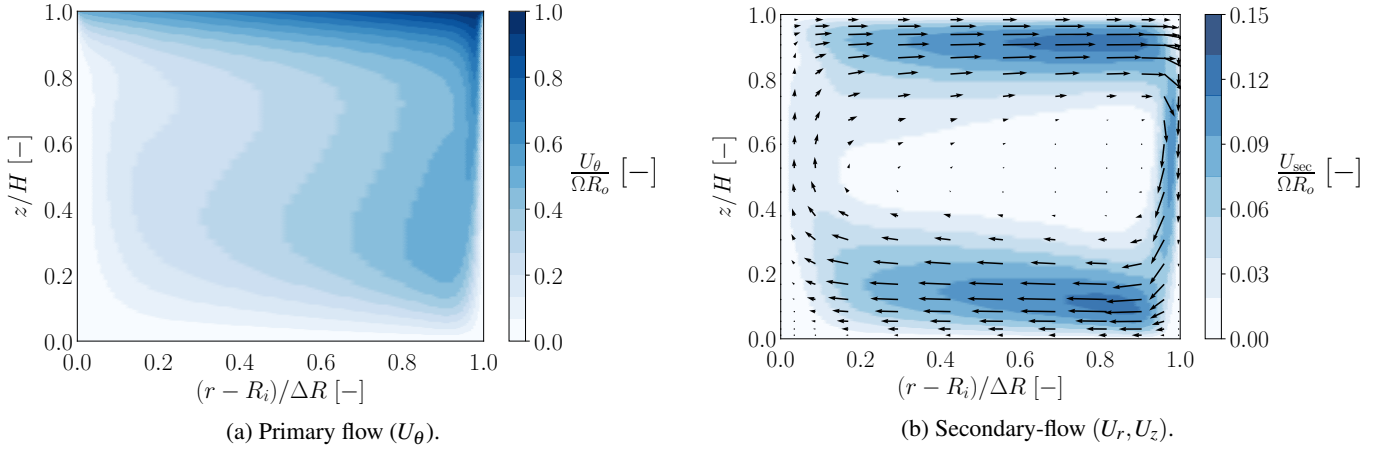 1.0
0.8
0.6
0.4
0.2
0.0
z/H [−]
0.0 0.2 0.4 0.6 0.8 1.0
(r − R_i)/ΔR [−]
1.0
0.8
0.6
0.4
0.2
0.0
U_θ/ΩR_o [−]
(a) Primary flow (U_θ).
1.0
0.8
0.6
0.4
0.2
0.0
z/H [−]
0.0 0.2 0.4 0.6 0.8 1.0
(r − R_i)/ΔR [−]
0.15
0.12
0.09
0.06
0.03
0.00
U_sec/ΩR_o [−]
(b) Secondary-flow (U_r, U_z).